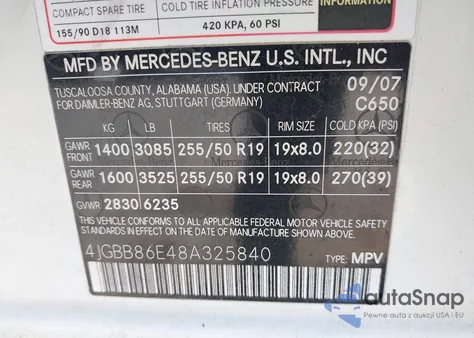 COMPACT SPARE TIRE
COLD TIRE INFLATION PRESSURE
INFORMATION
155/90 D18 113M
420 KPA, 60 PSI
MFD BY MERCEDES-BENZ U.S. INTL., INC
TUSCALOOSA COUNTY, ALABAMA (USA), UNDER CONTRACT
FOR DAIMLER-BENZ AG, STUTTGART (GERMANY)
09/07
C650
KG LB TIRES RIM SIZE COLD KPA (PSI)
GAWR FRONT 1400 3085 255/50 R19 19x8.0 220(32)
GAWR REAR 1600 3525 255/50 R19 19x8.0 270(39)
GVWR 2830 6235
THIS VEHICLE CONFORMS TO ALL APPLICABLE FEDERAL MOTOR VEHICLE
SAFETY STANDARDS IN EFFECT ON THE DATE OF MANUFACTURE SHOWN ABOVE
4JGBB86E48A325840
TYPE: MPV
autoSnap
Pewne auta z aukcji USA i Kanady